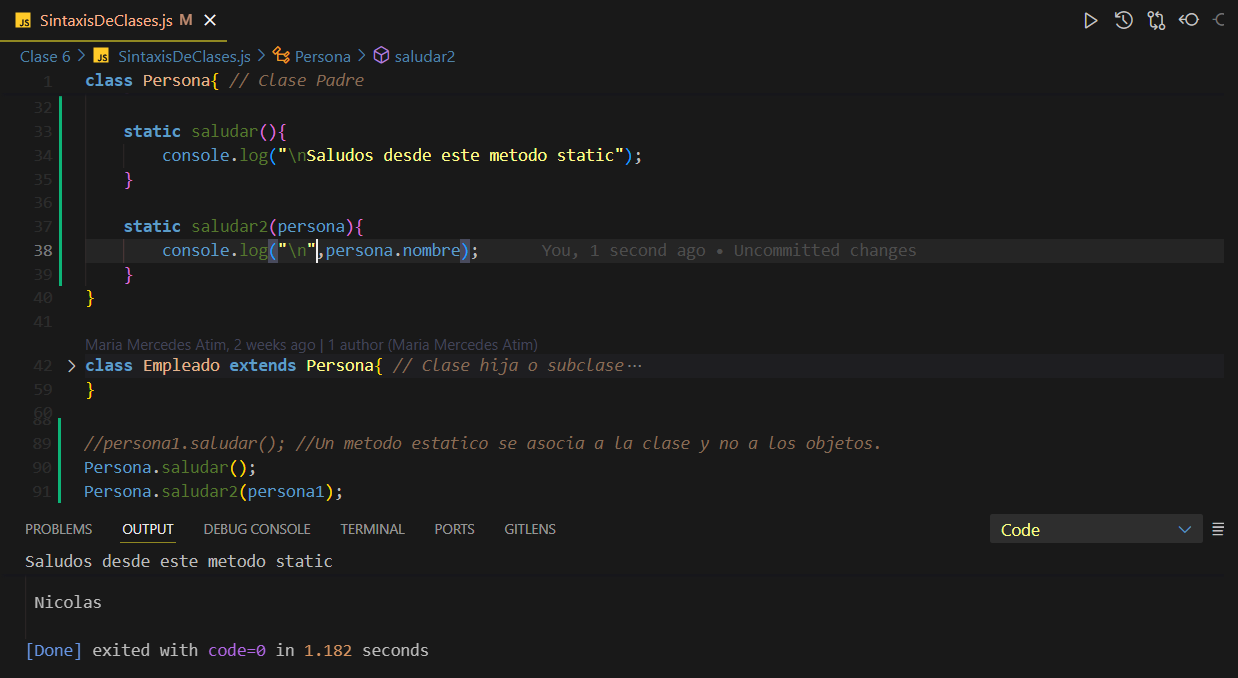 JS SintaxisDeClases.js M
Clase 6 > JS SintaxisDeClases.js > Persona > saludar2
1 class Persona{ // Clase Padre
32
33 static saludar(){
34 console.log("\nSaludos desde este metodo static");
35 }
36
37 static saludar2(persona){
38 console.log("\n",persona.nombre); You, 1 second ago • Uncommitted changes
39 }
40 }
41
Maria Mercedes Atim, 2 weeks ago | 1 author (Maria Mercedes Atim)
42 > class Empleado extends Persona{ // Clase hija o subclase···
59 }
60
88
89 //persona1.saludar(); //Un metodo estatico se asocia a la clase y no a los objetos.
90 Persona.saludar();
91 Persona.saludar2(persona1);
PROBLEMS OUTPUT DEBUG CONSOLE TERMINAL PORTS GITLENS Code
Saludos desde este metodo static
Nicolas
[Done] exited with code=0 in 1.182 seconds